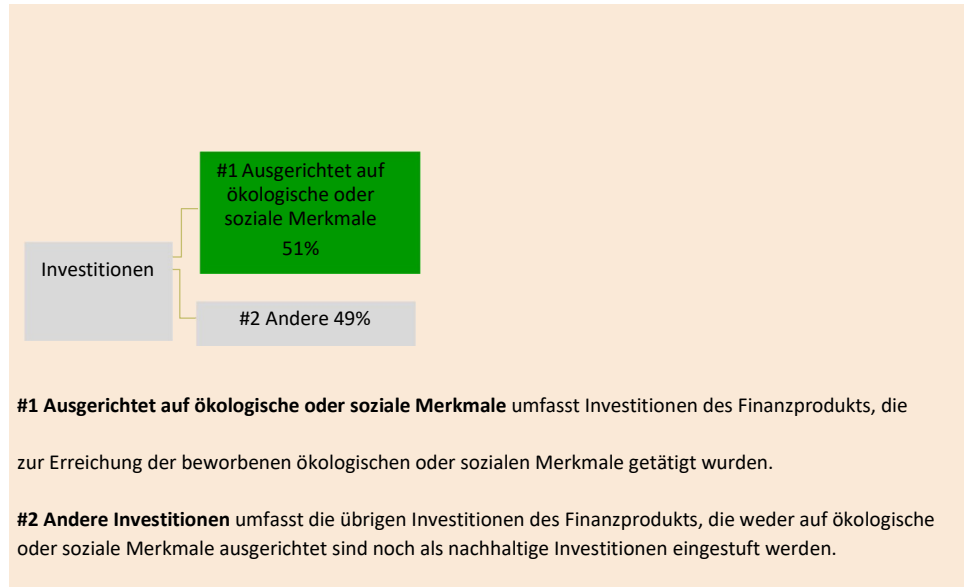 #1 Ausgerichtet auf
ökologische oder
soziale Merkmale
51%
Investitionen
#2 Andere 49%
#1 Ausgerichtet auf ökologische oder soziale Merkmale umfasst Investitionen des Finanzprodukts, die
zur Erreichung der beworbenen ökologischen oder sozialen Merkmale getätigt wurden.
#2 Andere Investitionen umfasst die übrigen Investitionen des Finanzprodukts, die weder auf ökologische
oder soziale Merkmale ausgerichtet sind noch als nachhaltige Investitionen eingestuft werden.